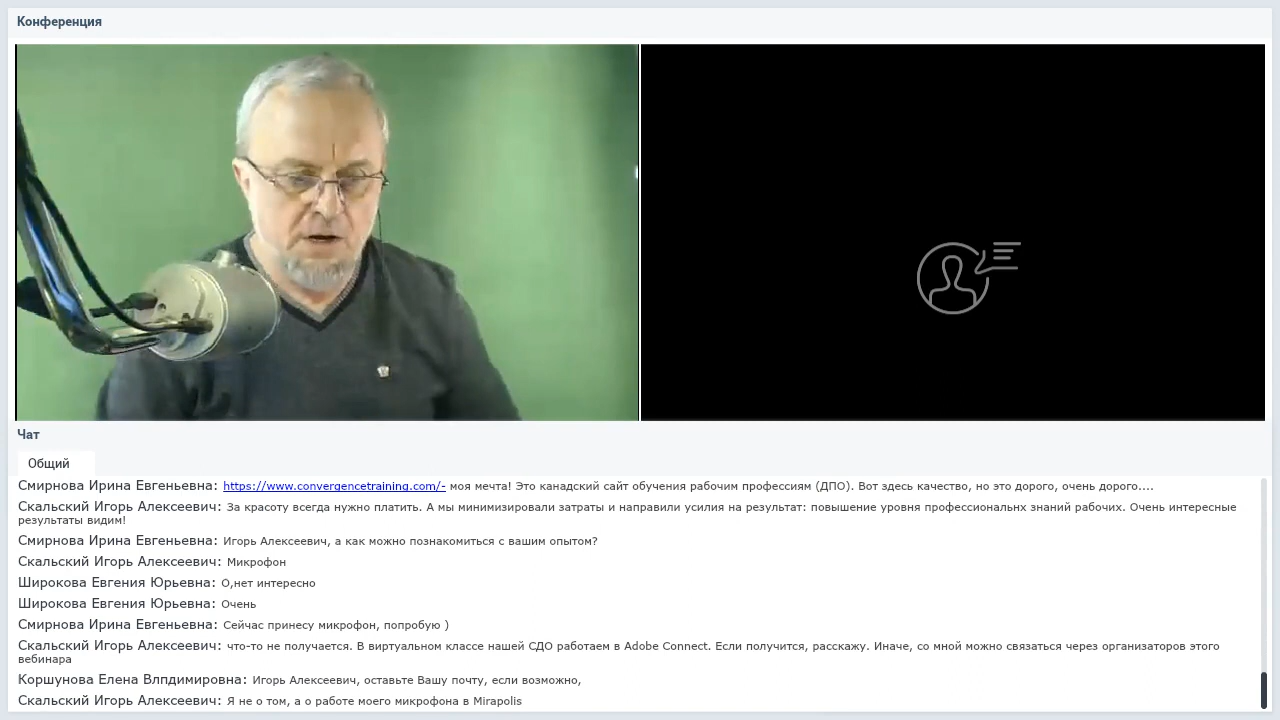 Конференция
Чат
Общий
Смирнова Ирина Евгеньевна: https://www.convergencetraining.com/- моя мечта! Это канадский сайт обучения рабочим профессиям (ДПО). Вот здесь качество, но это дорого, очень дорого....
Скальский Игорь Алексеевич: За красоту всегда нужно платить. А мы минимизировали затраты и направили усилия на результат: повышение уровня профессиональнх знаний рабочих. Очень интересные
результаты видим!
Смирнова Ирина Евгеньевна: Игорь Алексеевич, а как можно познакомиться с вашим опытом?
Скальский Игорь Алексеевич: Микрофон
Широкова Евгения Юрьевна: О,нет интересно
Широкова Евгения Юрьевна: Очень
Смирнова Ирина Евгеньевна: Сейчас принесу микрофон, попробую )
Скальский Игорь Алексеевич: что-то не получается. В виртуальном классе нашей СДО работаем в Adobe Connect. Если получится, расскажу. Иначе, со мной можно связаться через организаторов этого
вебинара
Коршунова Елена Влпдимировна: Игорь Алексеевич, оставьте Вашу почту, если возможно,
Скальский Игорь Алексеевич: Я не о том, а о работе моего микрофона в Mirapolis